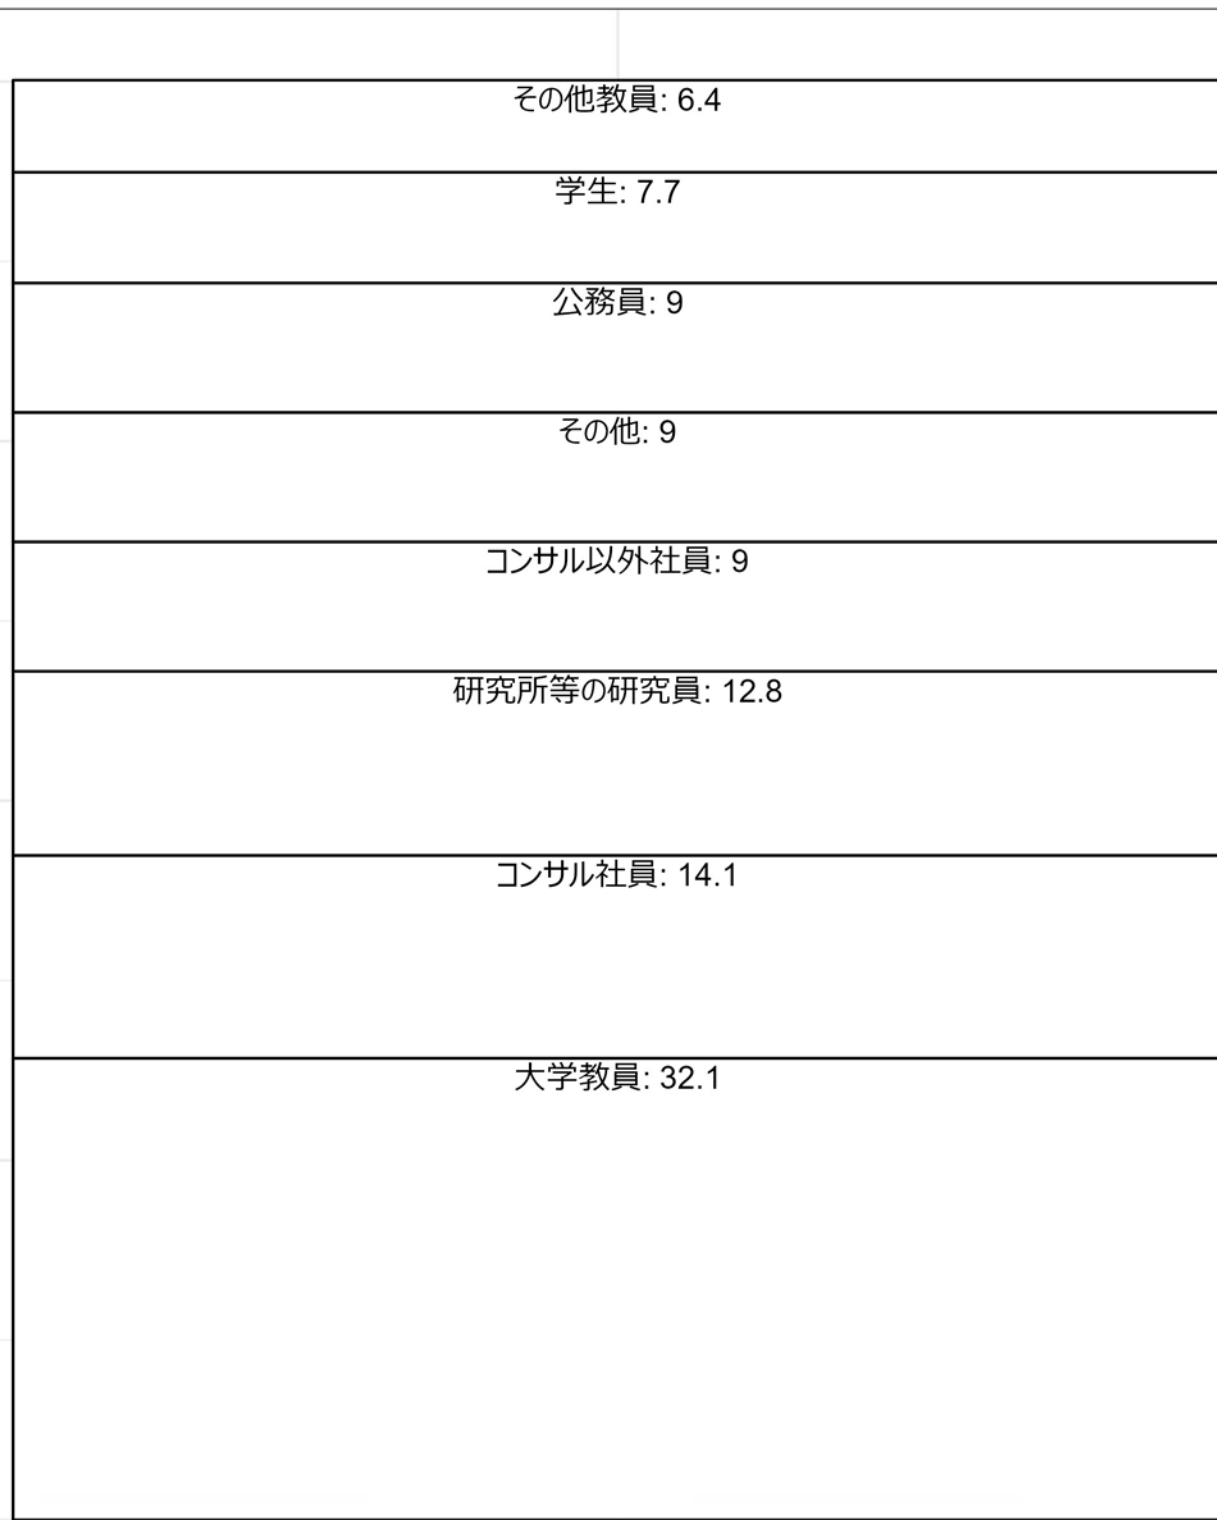 その他教員: 6.4
学生: 7.7
公務員: 9
その他: 9
コンサル以外社員: 9
研究所等の研究員: 12.8
コンサル社員: 14.1
大学教員: 32.1